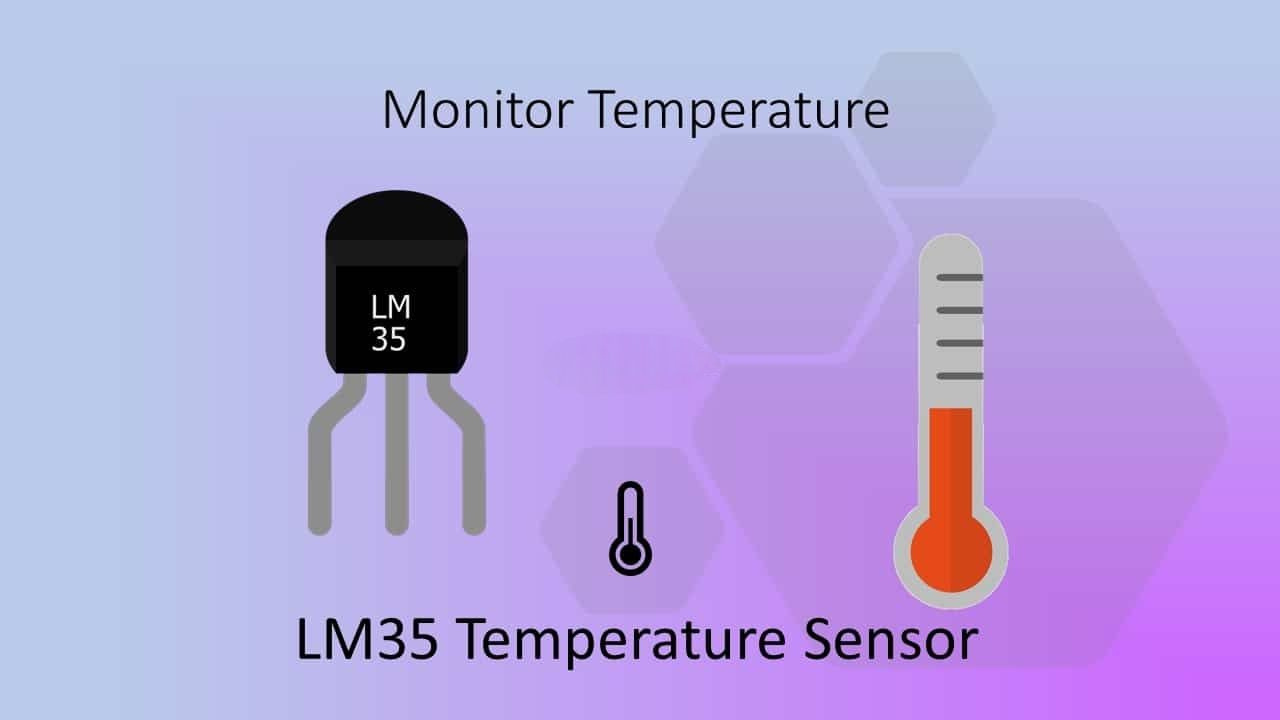 Monitor Temperature
LM
35
LM35 Temperature Sensor